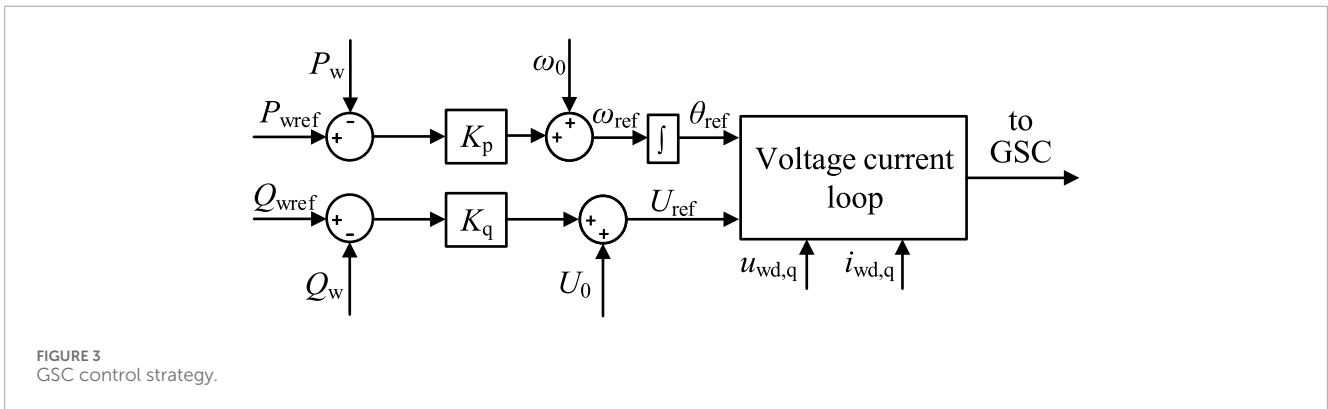 P_w
ω_0
P_wref
+
-
K_p
+
+
ω_ref
∫
θ_ref
Voltage current
loop
to
GSC
Q_wref
+
-
K_q
+
+
U_ref
Q_w
U_0
u_wd,q
i_wd,q
FIGURE 3
GSC control strategy.